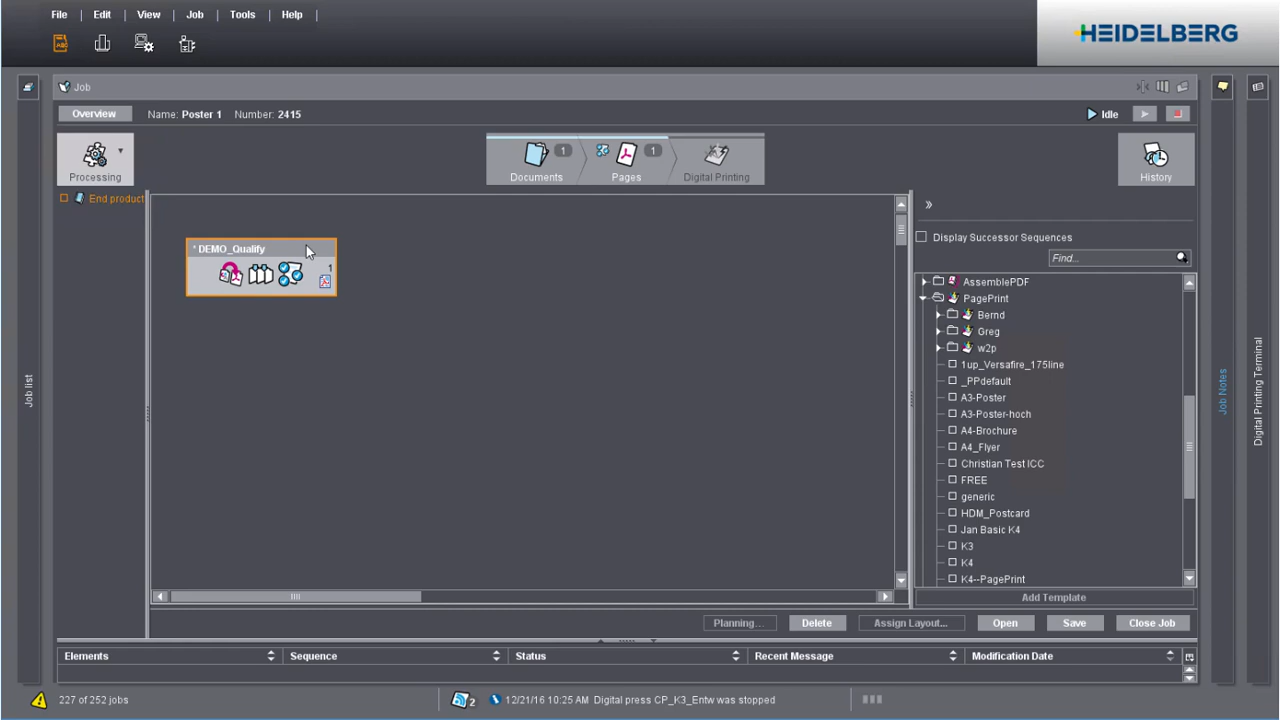 File Edit View Job Tools Help
HEIDELBERG
Job
Overview Name: Poster 1 Number: 2415 Idle
1 1
Processing Documents Pages Digital Printing History
End product
Display Successor Sequences
* DEMO_Qualify
Find...
1
AssemblePDF
PagePrint
Bernd
Greg
w2p
1up_Versafire_175line
_PPdefault
A3-Poster
A3-Poster-hoch
A4-Brochure
A4_Flyer
Christian Test ICC
FREE
generic
HDM_Postcard
Jan Basic K4
K3
K4
K4--PagePrint
Add Template
Job list
Job Notes
Digital Printing Terminal
Planning... Delete Assign Layout... Open Save Close Job
Elements Sequence Status Recent Message Modification Date
227 of 252 jobs 2 12/21/16 10:25 AM Digital press CP_K3_Entw was stopped